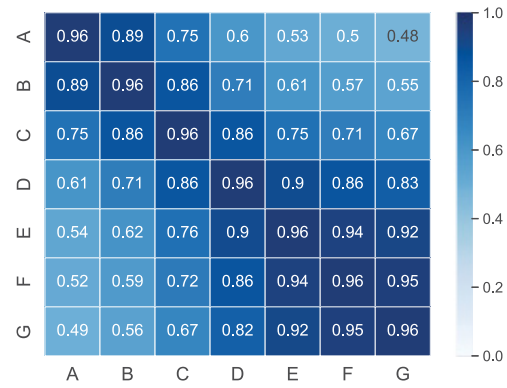 A 0.96 0.89 0.75 0.6 0.53 0.5 0.48
B 0.89 0.96 0.86 0.71 0.61 0.57 0.55
C 0.75 0.86 0.96 0.86 0.75 0.71 0.67
D 0.61 0.71 0.86 0.96 0.9 0.86 0.83
E 0.54 0.62 0.76 0.9 0.96 0.94 0.92
F 0.52 0.59 0.72 0.86 0.94 0.96 0.95
G 0.49 0.56 0.67 0.82 0.92 0.95 0.96
A B C D E F G
1.0
0.8
0.6
0.4
0.2
0.0